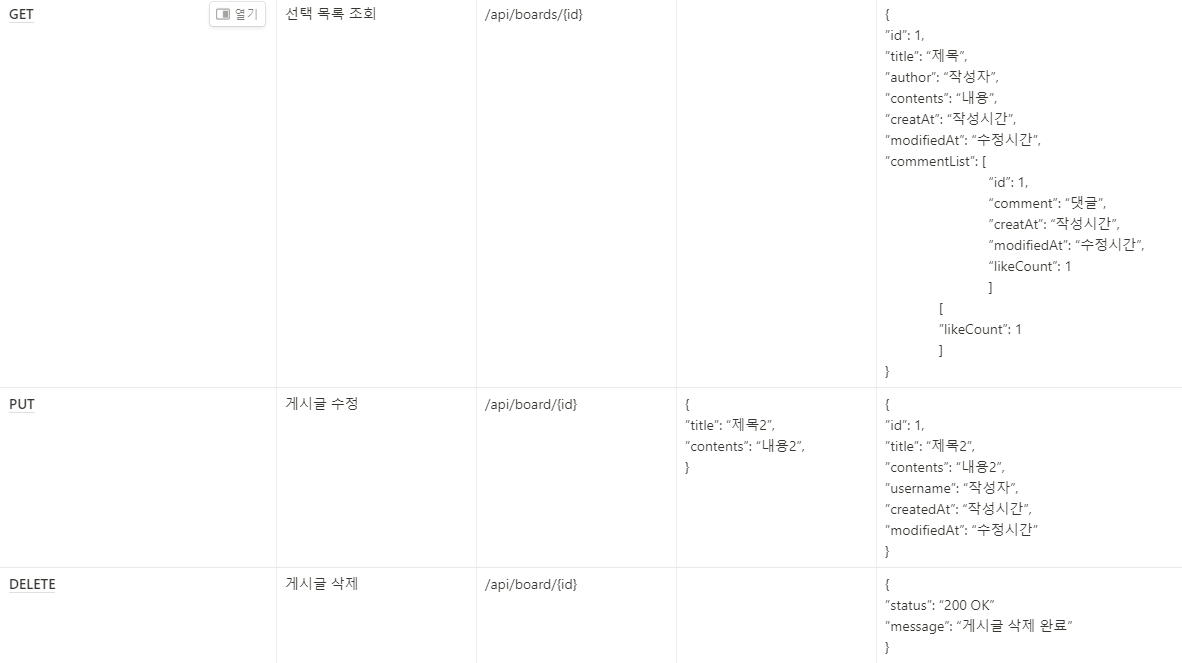 GET
열기
선택 목록 조회
/api/boards/{id}
{
”id”: 1,
”title”: “제목”,
”author”: “작성자”,
”contents”: “내용”,
”creatAt”: “작성시간”,
”modifiedAt”: “수정시간”,
”commentList”: [
“id”: 1,
“comment”: “댓글”,
“creatAt”: “작성시간”,
“modifiedAt”: “수정시간”,
“likeCount”: 1
]
[
”likeCount”: 1
]
}
PUT
게시글 수정
/api/board/{id}
{
”title”: “제목2”,
”contents”: “내용2”,
}
{
”id”: 1,
”title”: “제목2”,
”contents”: “내용2”,
”username”: “작성자”,
”createdAt”: “작성시간”,
”modifiedAt”: “수정시간”
}
DELETE
게시글 삭제
/api/board/{id}
{
”status”: “200 OK”
”message”: “게시글 삭제 완료”
}